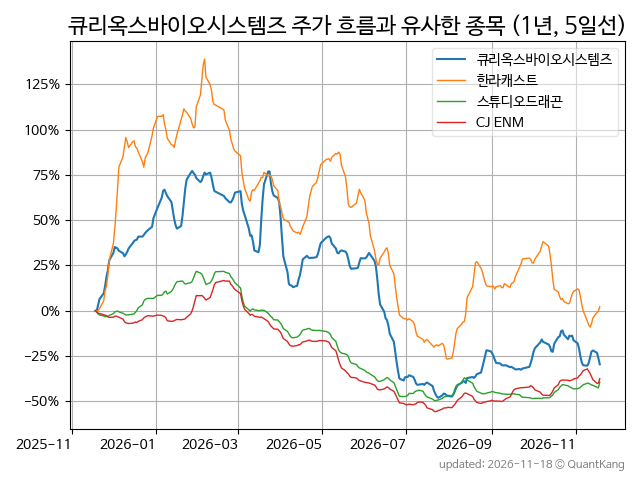 큐리옥스바이오시스템즈 주가 흐름과 유사한 종목 (1년, 5일선)
큐리옥스바이오시스템즈
한라캐스트
스튜디오드래곤
CJ ENM
125%
100%
75%
50%
25%
0%
−25%
−50%
2025-11 2026-01 2026-03 2026-05 2026-07 2026-09 2026-11
updated: 2026-11-18 © QuantKang